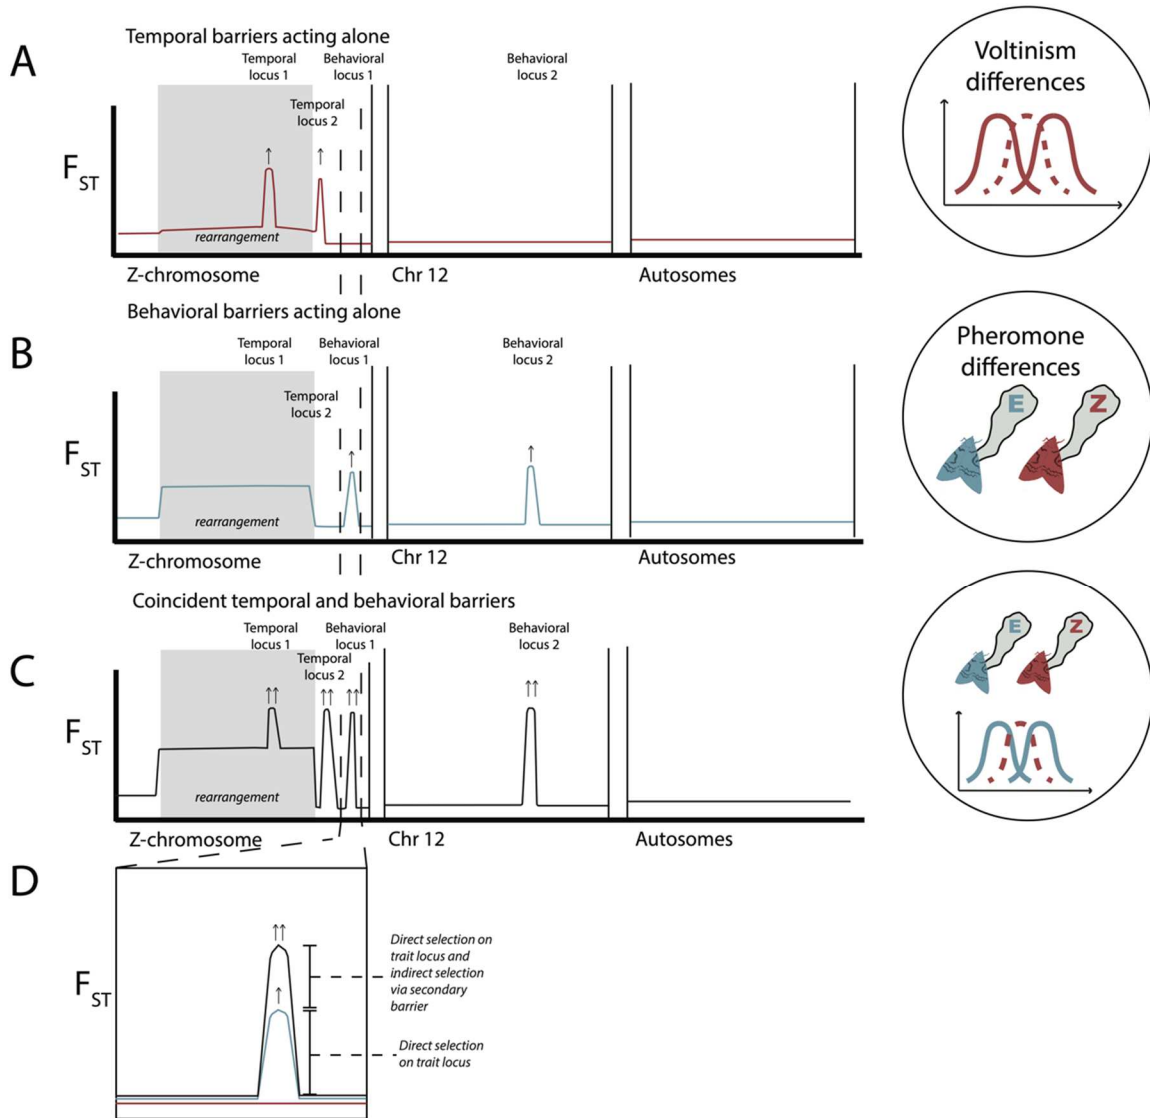 A
Temporal barriers acting alone
Temporal
locus 1
Behavioral
locus 1
Behavioral
locus 2
Temporal
locus 2
FST
rearrangement
Z-chromosome
Chr 12
Autosomes
Voltinism
differences
B
Behavioral barriers acting alone
Temporal
locus 1
Behavioral
locus 1
Behavioral
locus 2
Temporal
locus 2
FST
rearrangement
Z-chromosome
Chr 12
Autosomes
Pheromone
differences
E
Z
C
Coincident temporal and behavioral barriers
Temporal
locus 1
Behavioral
locus 1
Behavioral
locus 2
Temporal
locus 2
FST
rearrangement
Z-chromosome
Chr 12
Autosomes
E
Z
D
FST
Direct selection on
trait locus and
indirect selection
via secondary
barrier
Direct selection
on trait locus